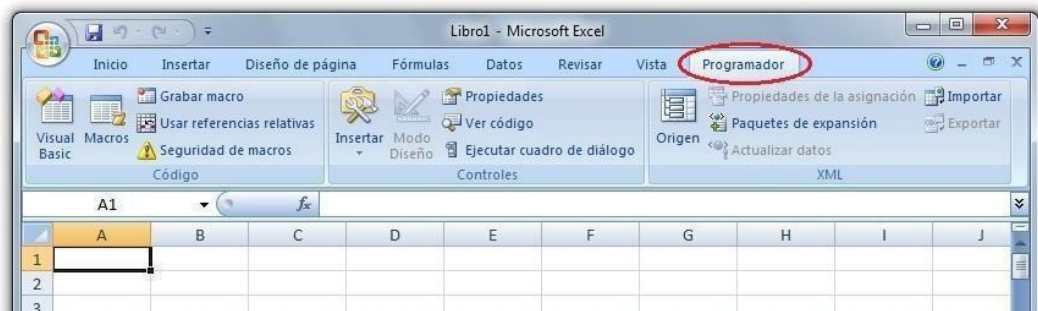 Libro1 - Microsoft Excel
Inicio Insertar Diseño de página Fórmulas Datos Revisar Vista Programador
Visual Basic
Macros
Grabar macro
Usar referencias relativas
Seguridad de macros
Código
Insertar
Modo Diseño
Propiedades
Ver código
Ejecutar cuadro de diálogo
Controles
Origen
Propiedades de la asignación
Paquetes de expansión
Actualizar datos
Importar
Exportar
XML
A1 fx
A B C D E F G H I J
1
2
3